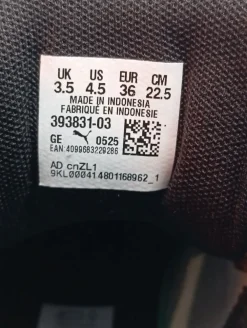 UK US EUR CM
3.5 4.5 36 22.5
MADE IN INDONESIA
FABRIQUÉ EN INDONÉSIE
393831-03
GE 0525
EAN:4099683229286
AD cnZL1
9KL000414801168962_1